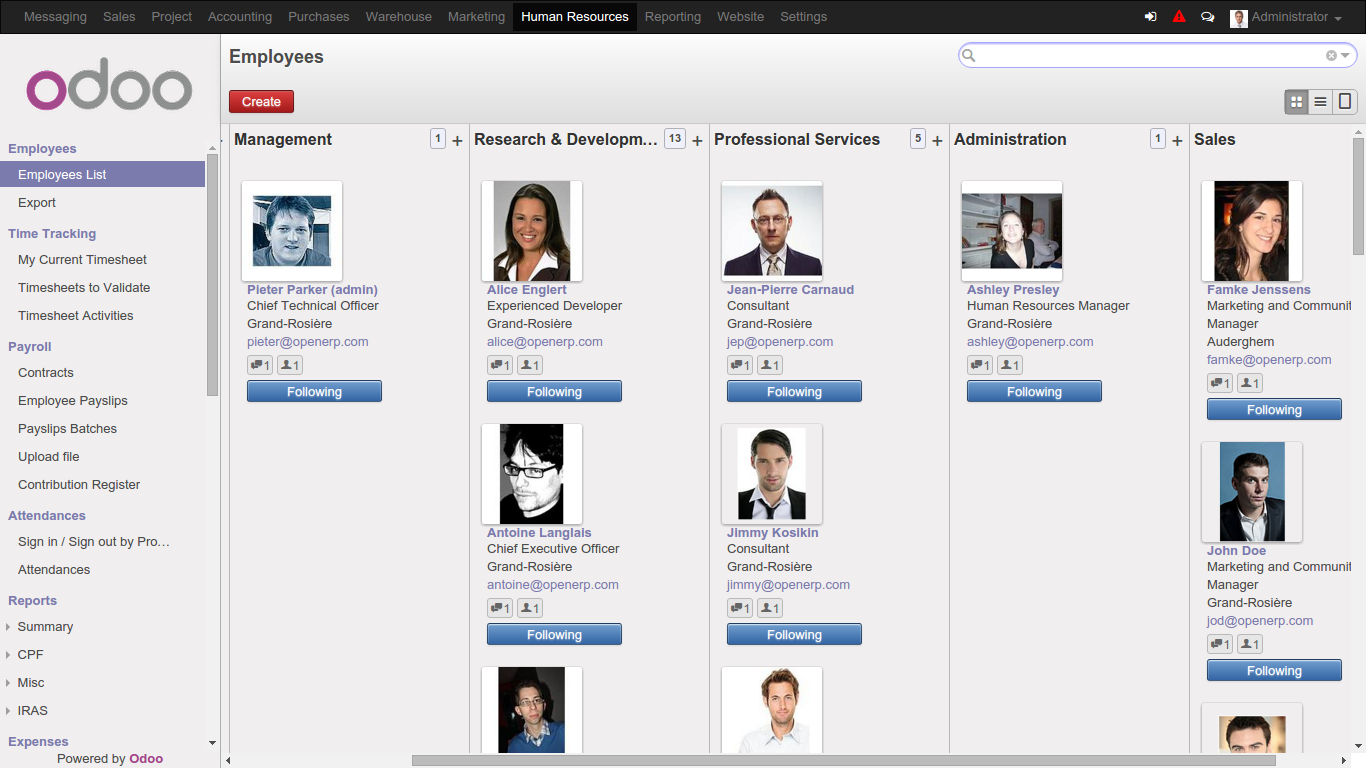 Messaging Sales Project Accounting Purchases Warehouse Marketing Human Resources Reporting Website Settings Administrator
odoo
Employees
Employees List
Export
Time Tracking
My Current Timesheet
Timesheets to Validate
Timesheet Activities
Payroll
Contracts
Employee Payslips
Payslips Batches
Upload file
Contribution Register
Attendances
Sign in / Sign out by Pro...
Attendances
Reports
Summary
CPF
Misc
IRAS
Expenses
Powered by Odoo
Employees
Create
Management 1 +
Pieter Parker (admin)
Chief Technical Officer
Grand-Rosière
pieter@openerp.com
1 1
Following
Research & Developm... 13 +
Alice Englert
Experienced Developer
Grand-Rosière
alice@openerp.com
1 1
Following
Antoine Langlais
Chief Executive Officer
Grand-Rosière
antoine@openerp.com
1 1
Following
Professional Services 5 +
Jean-Pierre Carnaud
Consultant
Grand-Rosière
jep@openerp.com
1 1
Following
Jimmy Kosikin
Consultant
Grand-Rosière
jimmy@openerp.com
1 1
Following
Administration 1 +
Ashley Presley
Human Resources Manager
Grand-Rosière
ashley@openerp.com
1 1
Following
Sales
Famke Jenssens
Marketing and Communit
Manager
Auderghem
famke@openerp.com
1 1
Following
John Doe
Marketing and Communit
Manager
Grand-Rosière
jod@openerp.com
1 1
Following